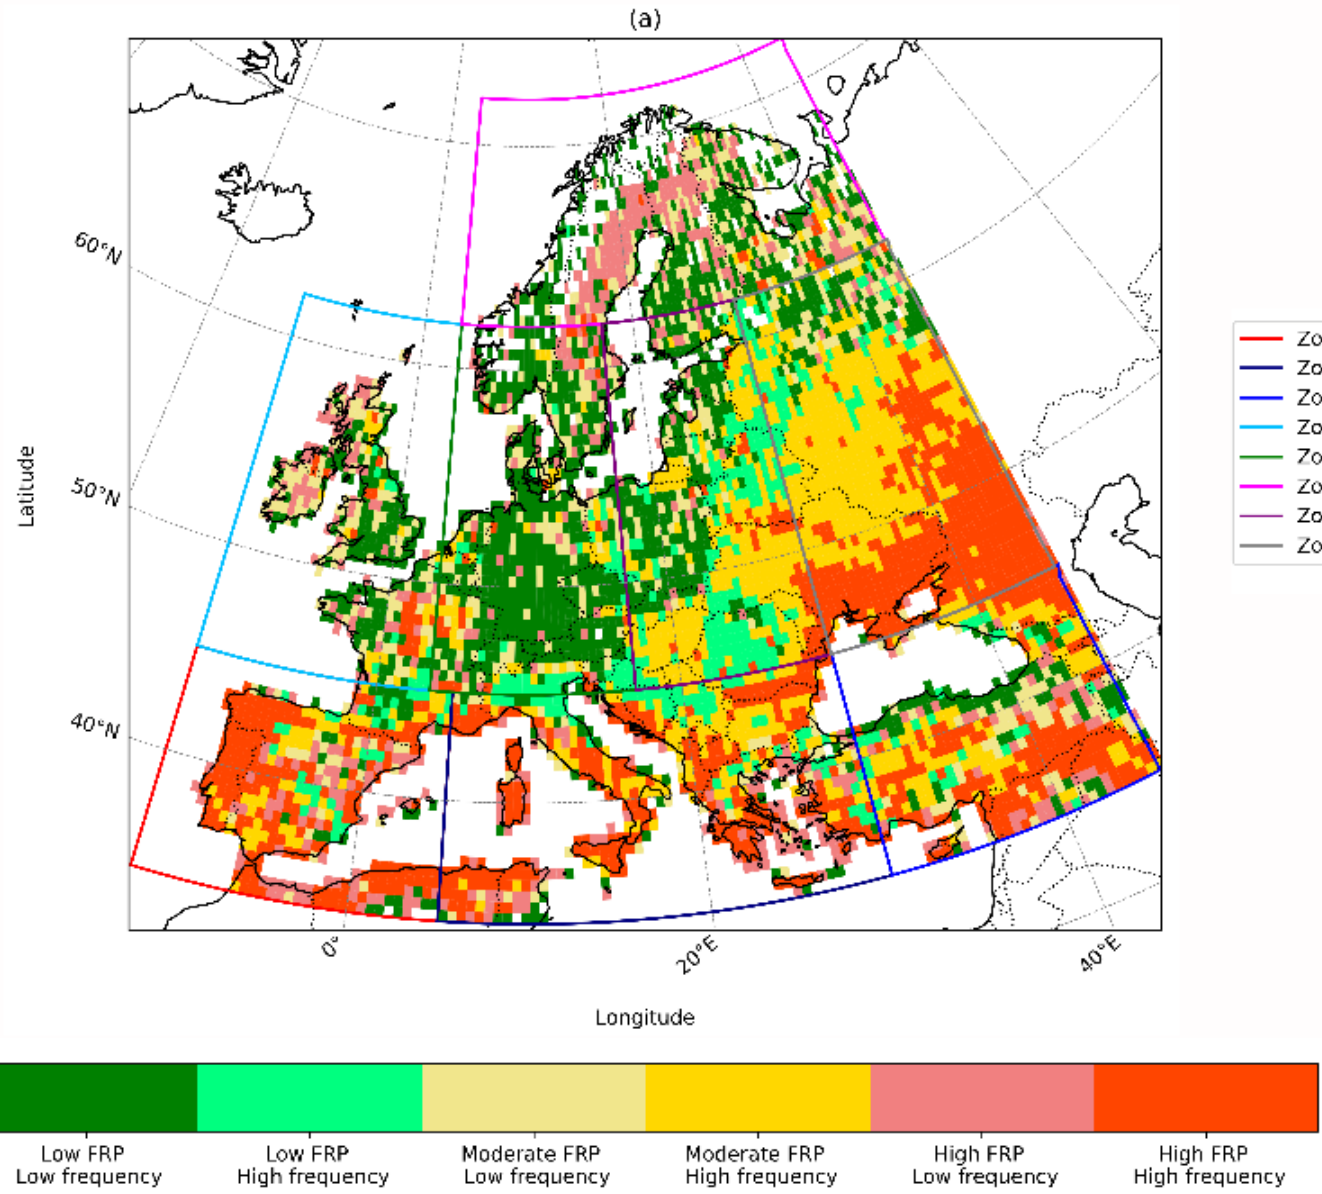 (a)
60°N
50°N
40°N
Latitude
0°
20°E
40°E
Longitude
Zo
Zo
Zo
Zo
Zo
Zo
Zo
Zo
Low FRP
Low frequency
Low FRP
High frequency
Moderate FRP
Low frequency
Moderate FRP
High frequency
High FRP
Low frequency
High FRP
High frequency